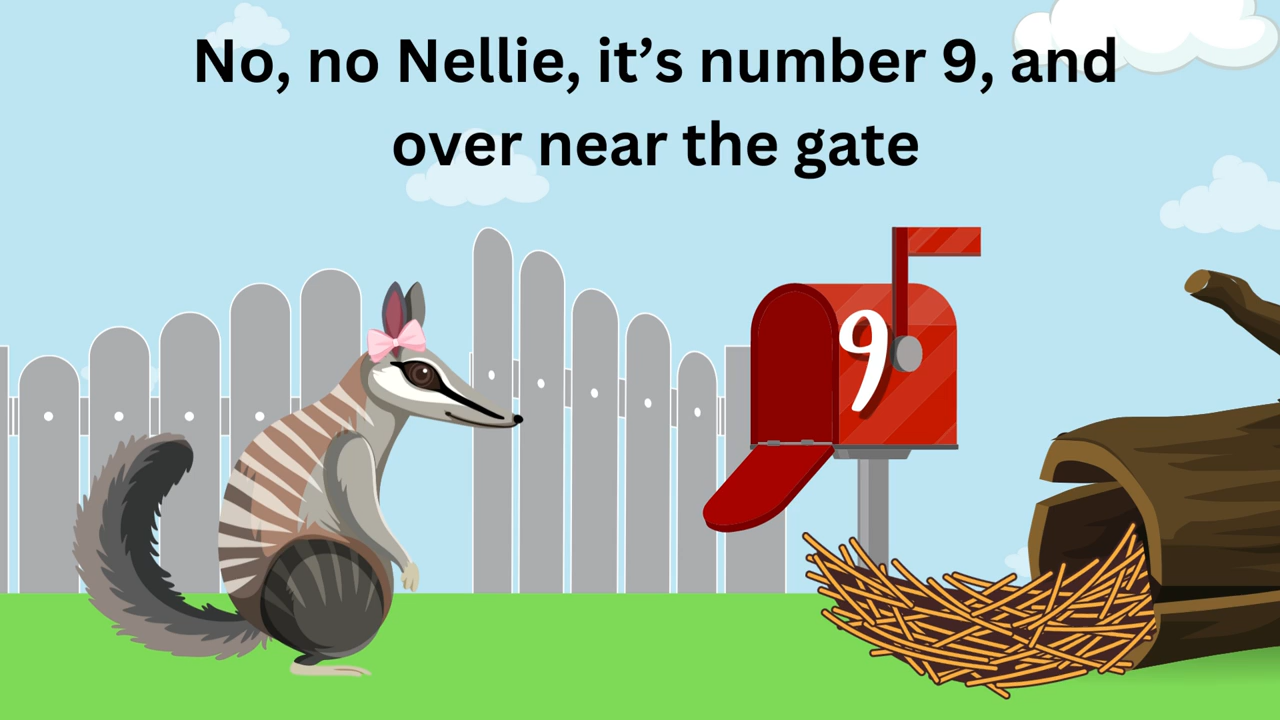 No, no Nellie, it’s number 9, and
over near the gate
9